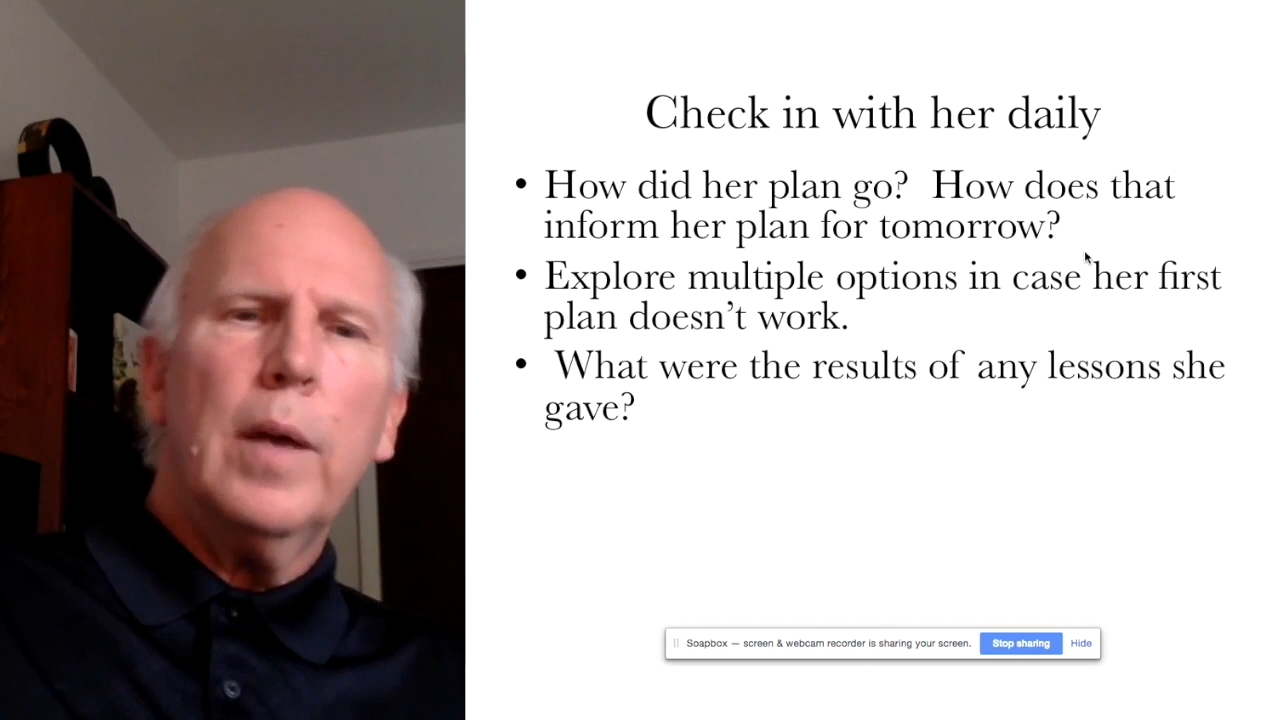 Check in with her daily
• How did her plan go?  How does that
inform her plan for tomorrow?
• Explore multiple options in case her first
plan doesn’t work.
• What were the results of any lessons she
gave?
Soapbox — screen & webcam recorder is sharing your screen. Stop sharing Hide